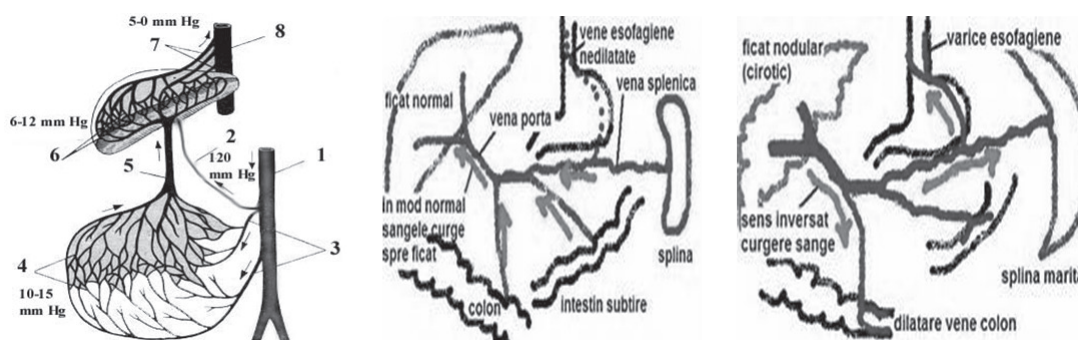 5-0 mm Hg
7
8
6-12 mm Hg
6
5
2
120
mm Hg
1
3
4
10-15
mm Hg
vene esofagiene
nedilatate
vena splenica
ficat normal
vena porta
in mod normal
sangele curge
spre ficat
splina
colon
intestin subtire
ficat nodular
(cirotic)
varice esofagiene
sens inversat
curgere sange
splina marita
dilatare vene colon